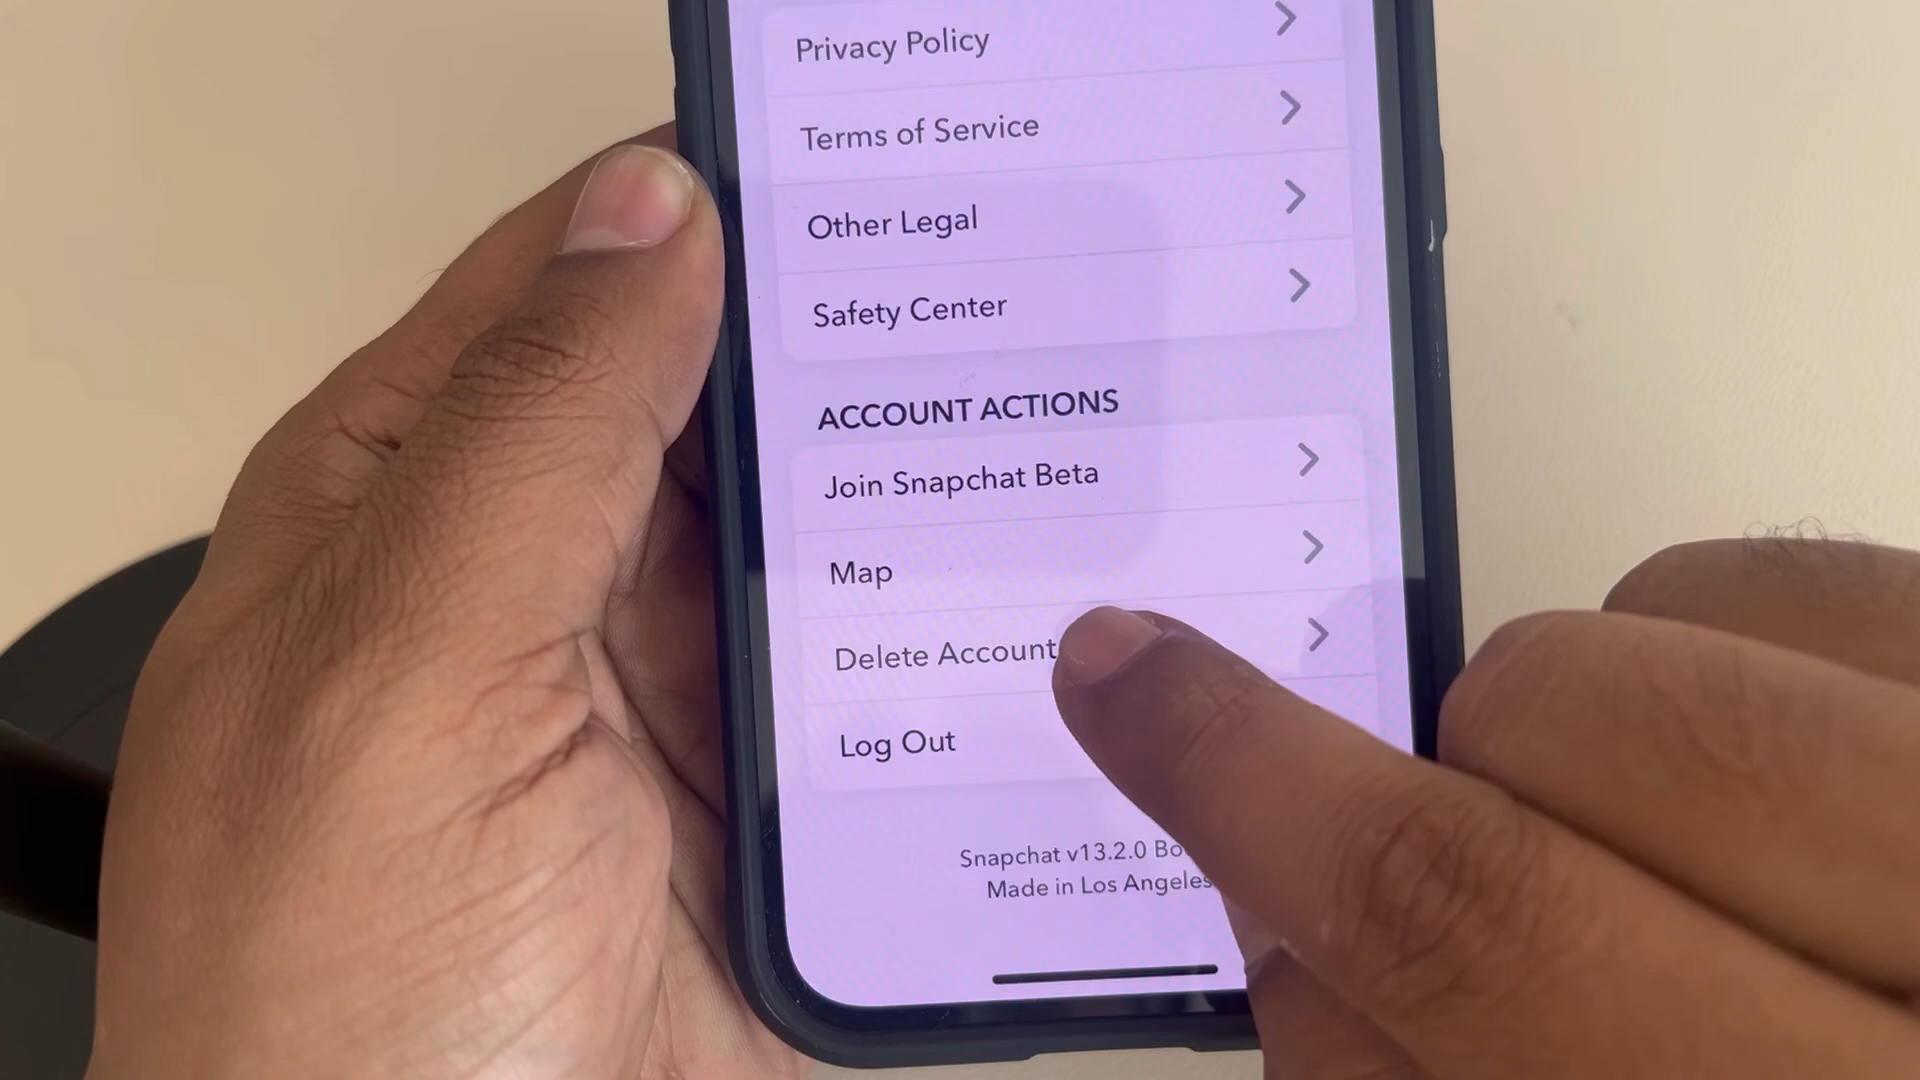 Privacy Policy
Terms of Service
Other Legal
Safety Center
ACCOUNT ACTIONS
Join Snapchat Beta
Map
Delete Account
Log Out
Snapchat v13.2.0
Made in Los Angeles